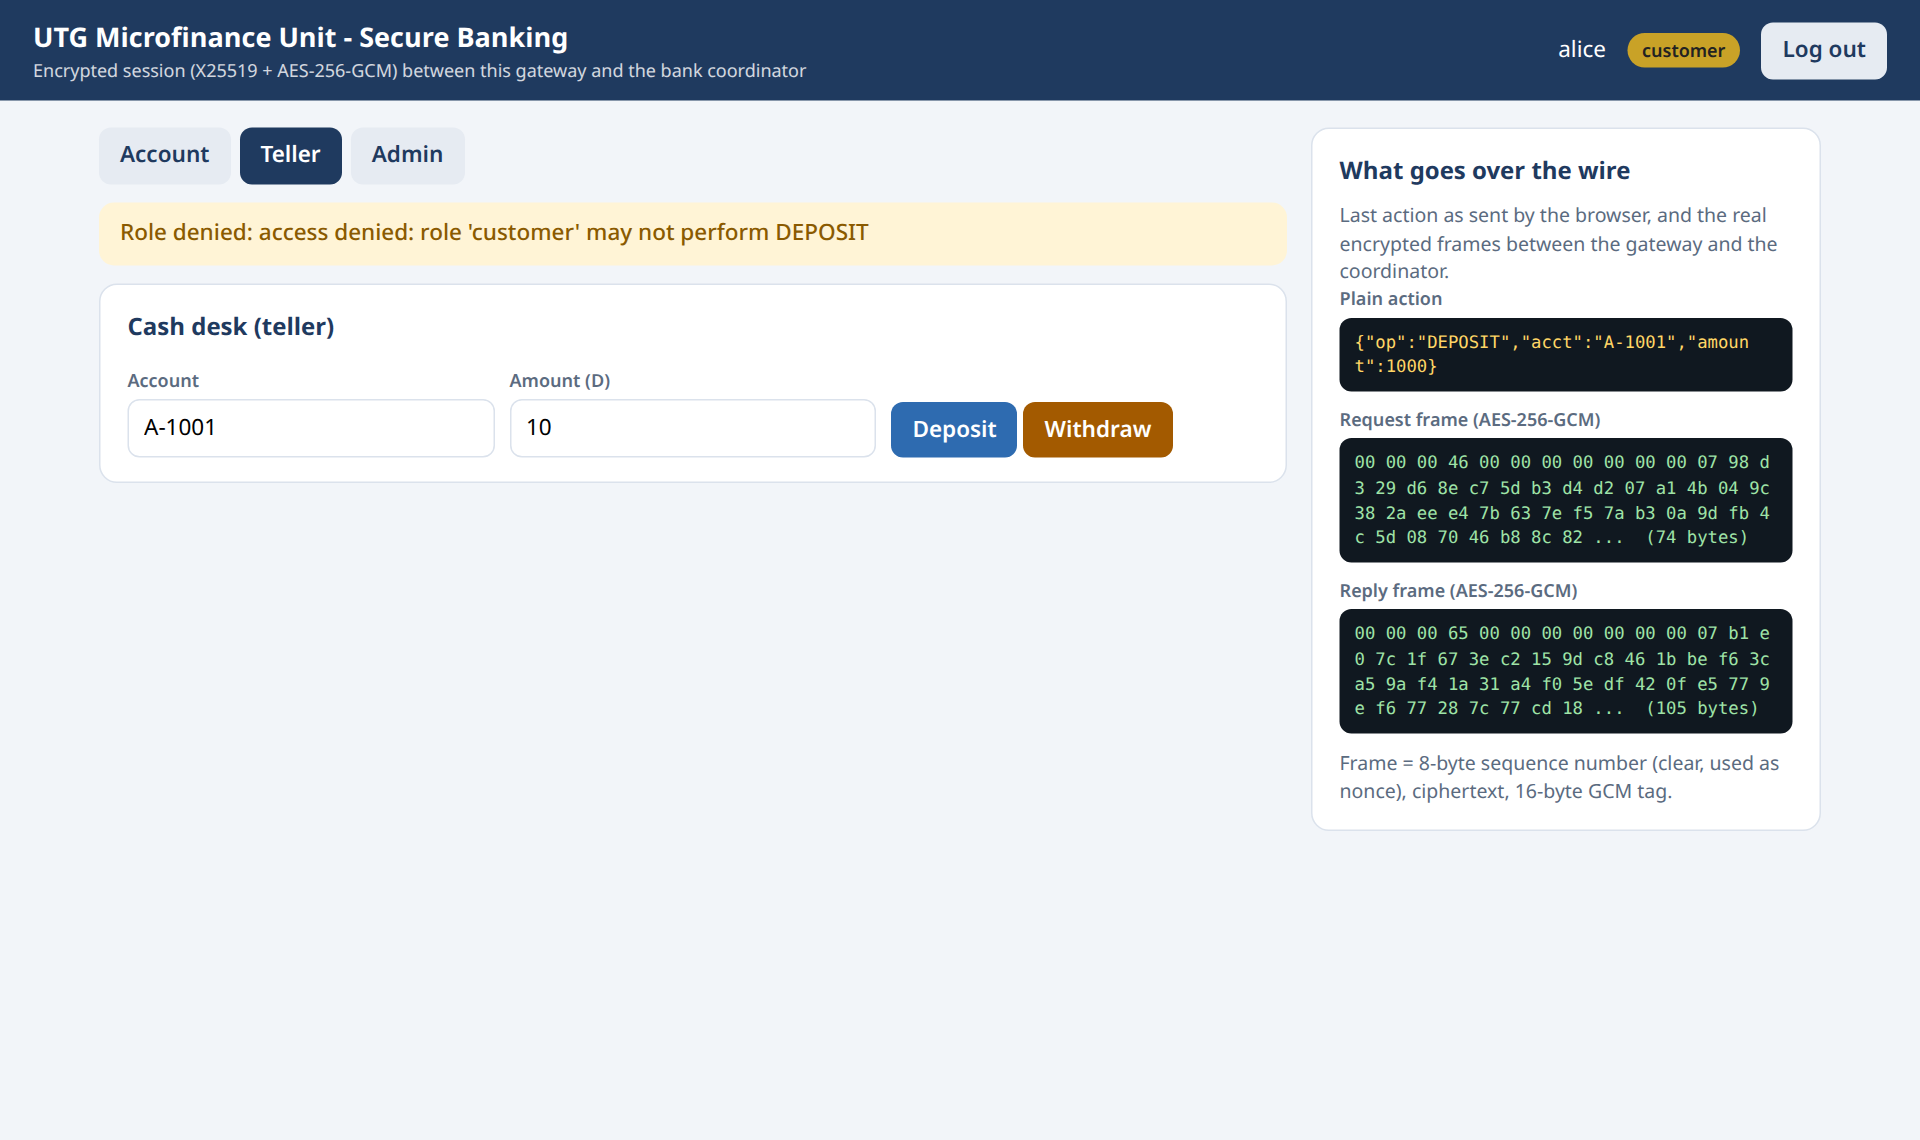 UTG Microfinance Unit - Secure Banking
Encrypted session (X25519 + AES-256-GCM) between this gateway and the bank coordinator
alice
customer
Log out
Account
Teller
Admin
Role denied: access denied: role 'customer' may not perform DEPOSIT
Cash desk (teller)
Account
Amount (D)
A-1001
10
Deposit
Withdraw
What goes over the wire
Last action as sent by the browser, and the real
encrypted frames between the gateway and the
coordinator.
Plain action
{"op":"DEPOSIT","acct":"A-1001","amoun
t":1000}
Request frame (AES-256-GCM)
00 00 00 46 00 00 00 00 00 00 00 07 98 d
3 29 d6 8e c7 5d b3 d4 d2 07 a1 4b 04 9c
38 2a ee e4 7b 63 7e f5 7a b3 0a 9d fb 4
c 5d 08 70 46 b8 8c 82 ...  (74 bytes)
Reply frame (AES-256-GCM)
00 00 00 65 00 00 00 00 00 00 00 07 b1 e
0 7c 1f 67 3e c2 15 9d c8 46 1b be f6 3c
a5 9a f4 1a 31 a4 f0 5e df 42 0f e5 77 9
e f6 77 28 7c 77 cd 18 ...  (105 bytes)
Frame = 8-byte sequence number (clear, used as
nonce), ciphertext, 16-byte GCM tag.